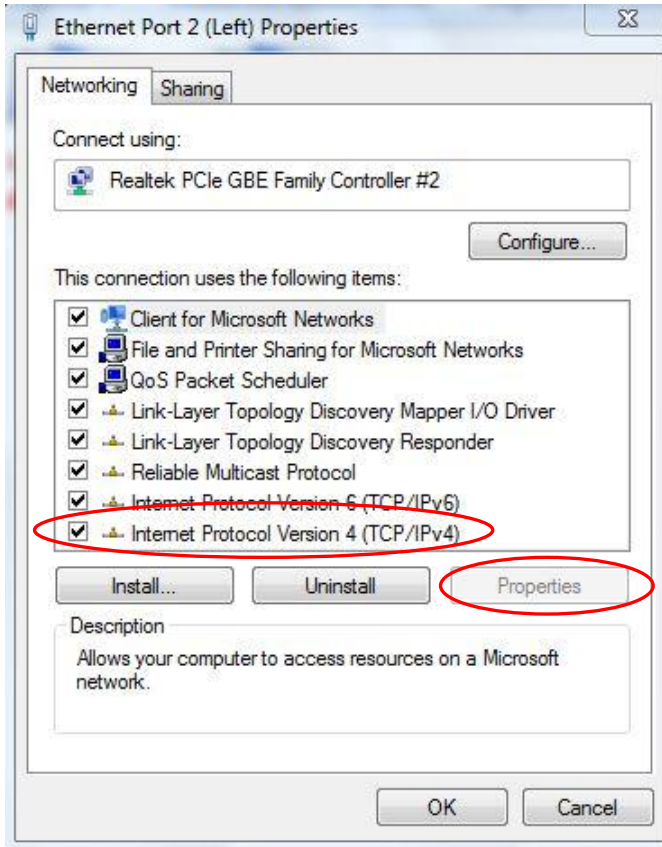 Ethernet Port 2 (Left) Properties
Networking
Sharing
Connect using:
Realtek PCIe GBE Family Controller #2
Configure...
This connection uses the following items:
Client for Microsoft Networks
File and Printer Sharing for Microsoft Networks
QoS Packet Scheduler
Link-Layer Topology Discovery Mapper I/O Driver
Link-Layer Topology Discovery Responder
Reliable Multicast Protocol
Internet Protocol Version 6 (TCP/IPv6)
Internet Protocol Version 4 (TCP/IPv4)
Install...
Uninstall
Properties
Description
Allows your computer to access resources on a Microsoft
network.
OK
Cancel